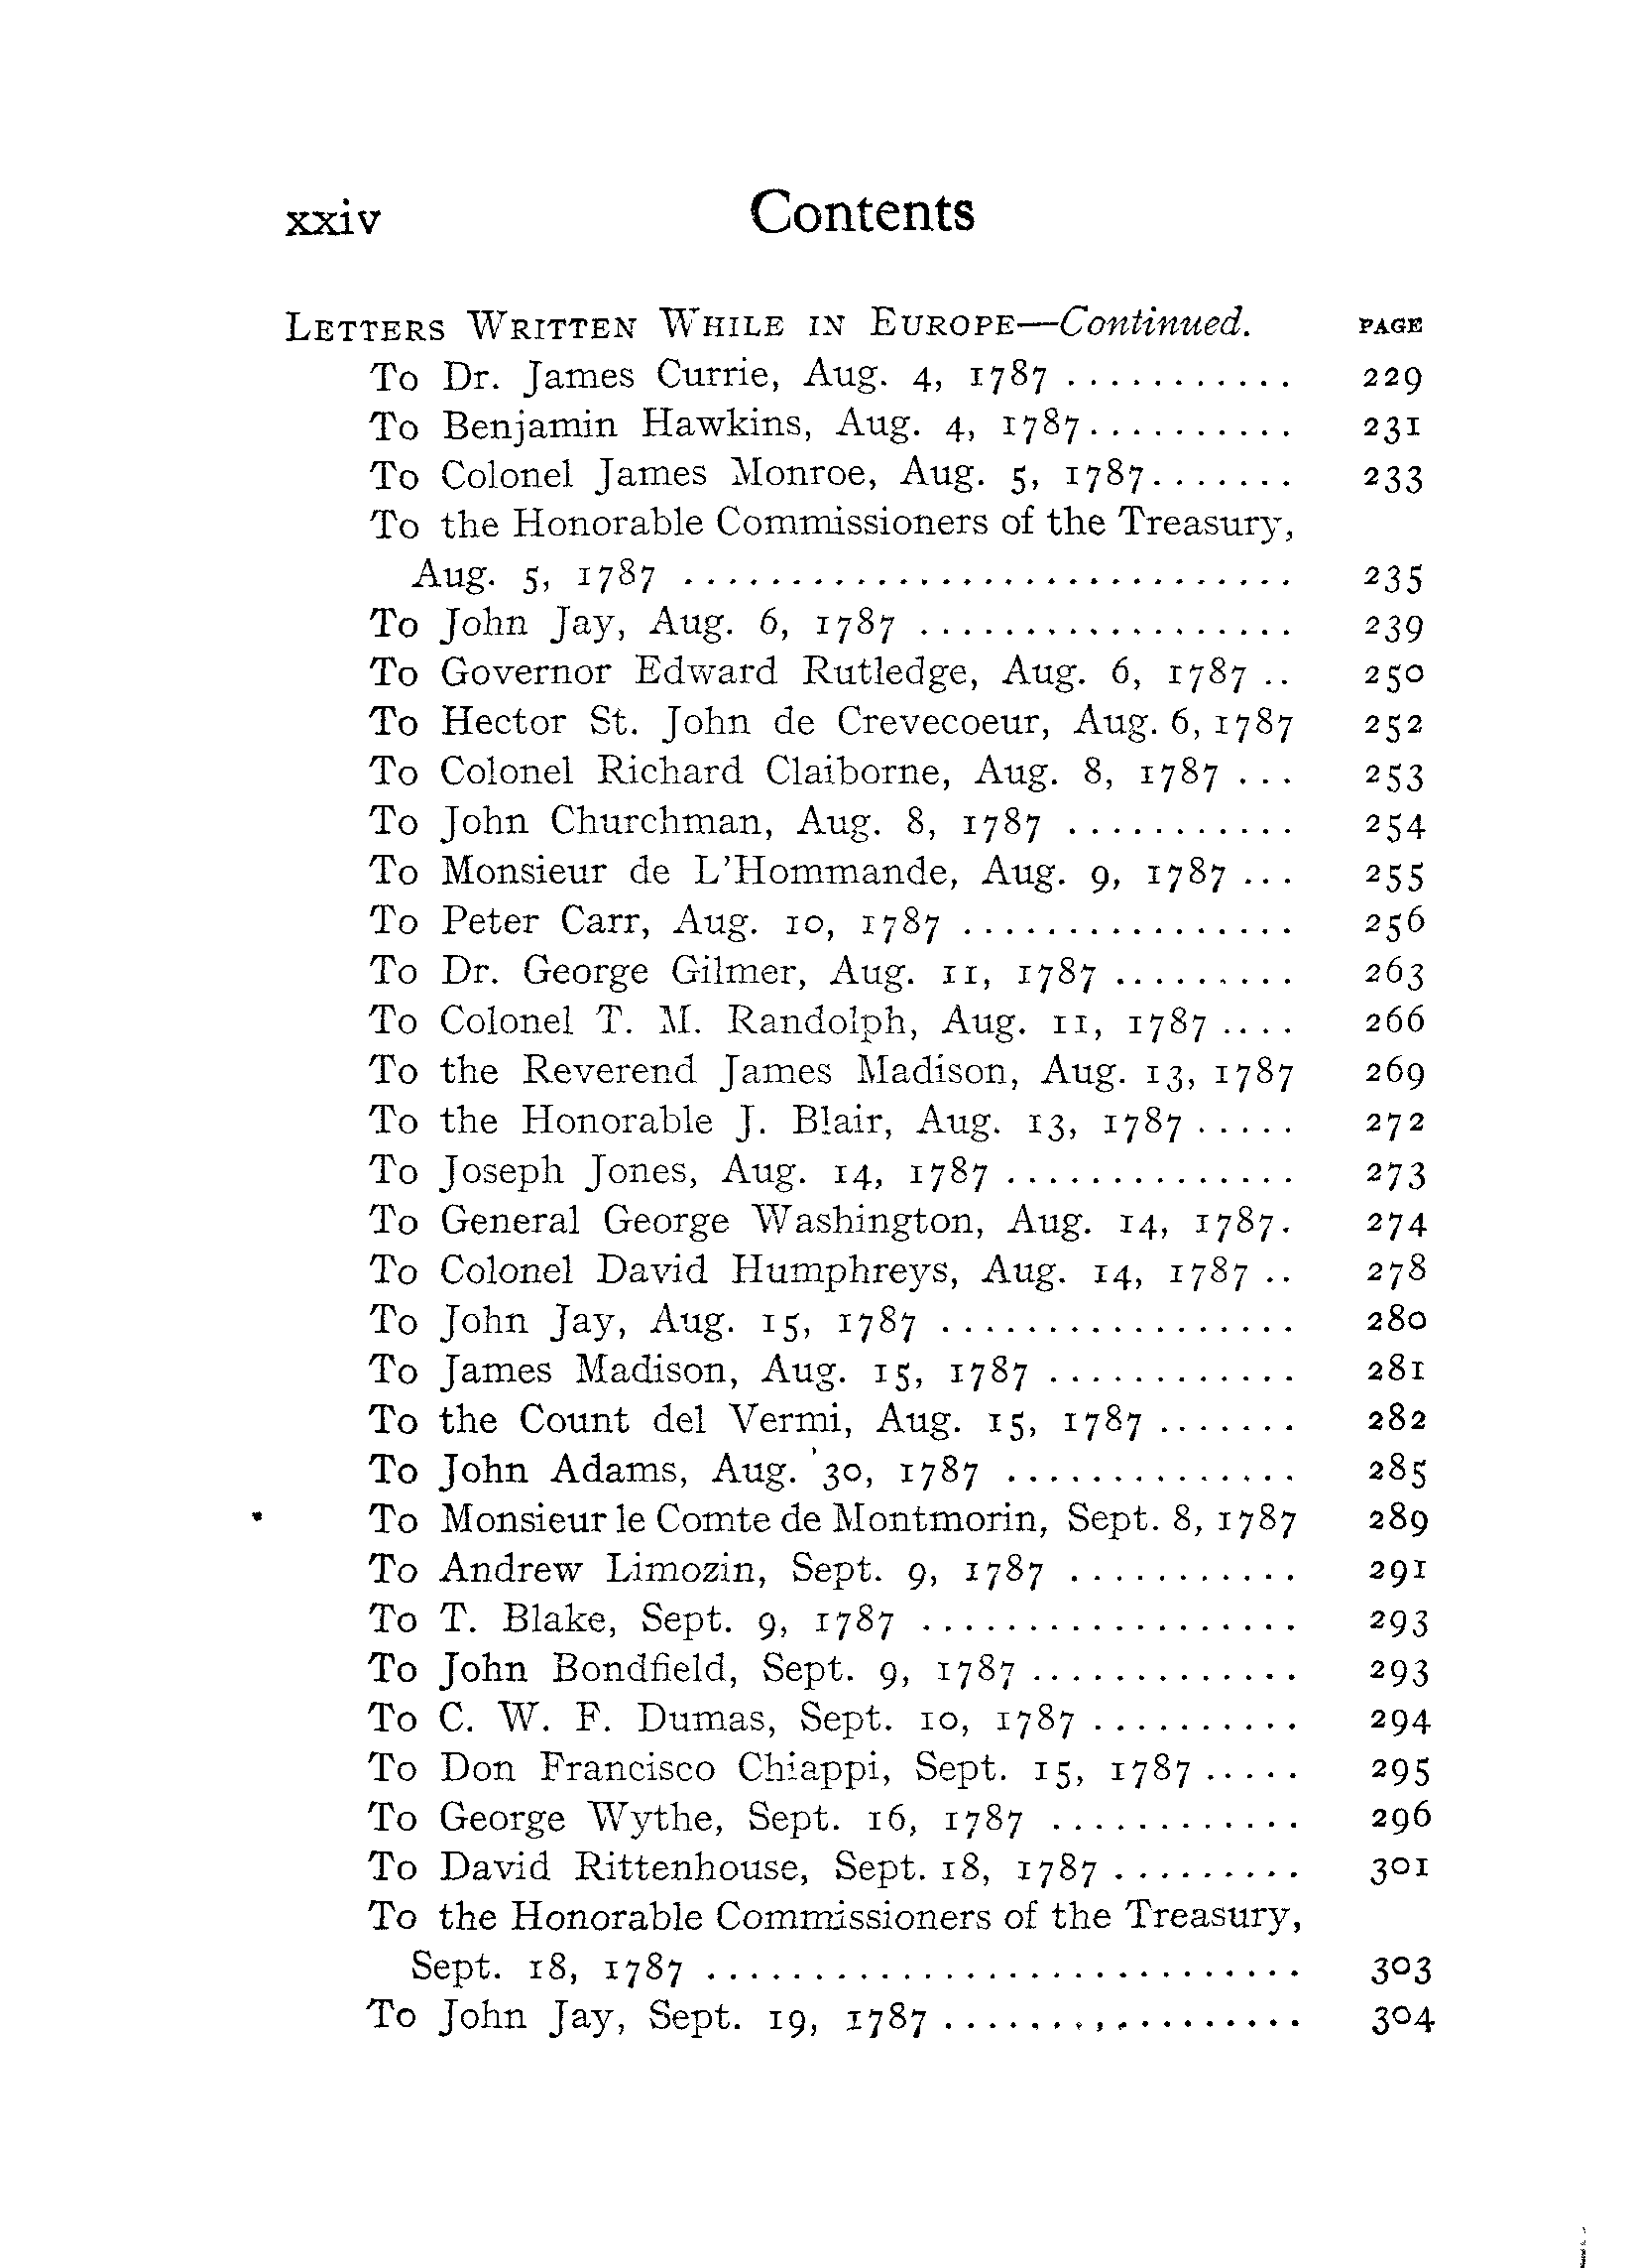 xxiv Contents
LETTERS WRITTEN WHILE IN EUROPE—Continued. PAGE
To Dr. James Currie, Aug. 4, 1787 ........... 229
To Benjamin Hawkins, Aug. 4, 1787.......... 231
To Colonel James Monroe, Aug. 5, 1787....... 233
To the Honorable Commissioners of the Treasury,
Aug. 5, 1787 ............................. 235
To John Jay, Aug. 6, 1787 .................. 239
To Governor Edward Rutledge, Aug. 6, 1787 .. 250
To Hector St. John de Crevecoeur, Aug. 6, 1787 252
To Colonel Richard Claiborne, Aug. 8, 1787 ... 253
To John Churchman, Aug. 8, 1787 ........... 254
To Monsieur de L'Hommande, Aug. 9, 1787 ... 255
To Peter Carr, Aug. 10, 1787 ................ 256
To Dr. George Gilmer, Aug. 11, 1787 ......... 263
To Colonel T. M. Randolph, Aug. 11, 1787 .... 266
To the Reverend James Madison, Aug. 13, 1787 269
To the Honorable J. Blair, Aug. 13, 1787 ..... 272
To Joseph Jones, Aug. 14, 1787 .............. 273
To General George Washington, Aug. 14, 1787. 274
To Colonel David Humphreys, Aug. 14, 1787 .. 278
To John Jay, Aug. 15, 1787 ................. 280
To James Madison, Aug. 15, 1787 ............ 281
To the Count del Vermi, Aug. 15, 1787 ....... 282
To John Adams, Aug. 30, 1787 .............. 285
To Monsieur le Comte de Montmorin, Sept. 8, 1787 289
To Andrew Limozin, Sept. 9, 1787 ........... 291
To T. Blake, Sept. 9, 1787 .................. 293
To John Bondfield, Sept. 9, 1787 ............. 293
To C. W. F. Dumas, Sept. 10, 1787 .......... 294
To Don Francisco Chiappi, Sept. 15, 1787 ..... 295
To George Wythe, Sept. 16, 1787 ............ 296
To David Rittenhouse, Sept. 18, 1787 ......... 301
To the Honorable Commissioners of the Treasury,
Sept. 18, 1787 ............................ 303
To John Jay, Sept. 19, 1787 ................. 304